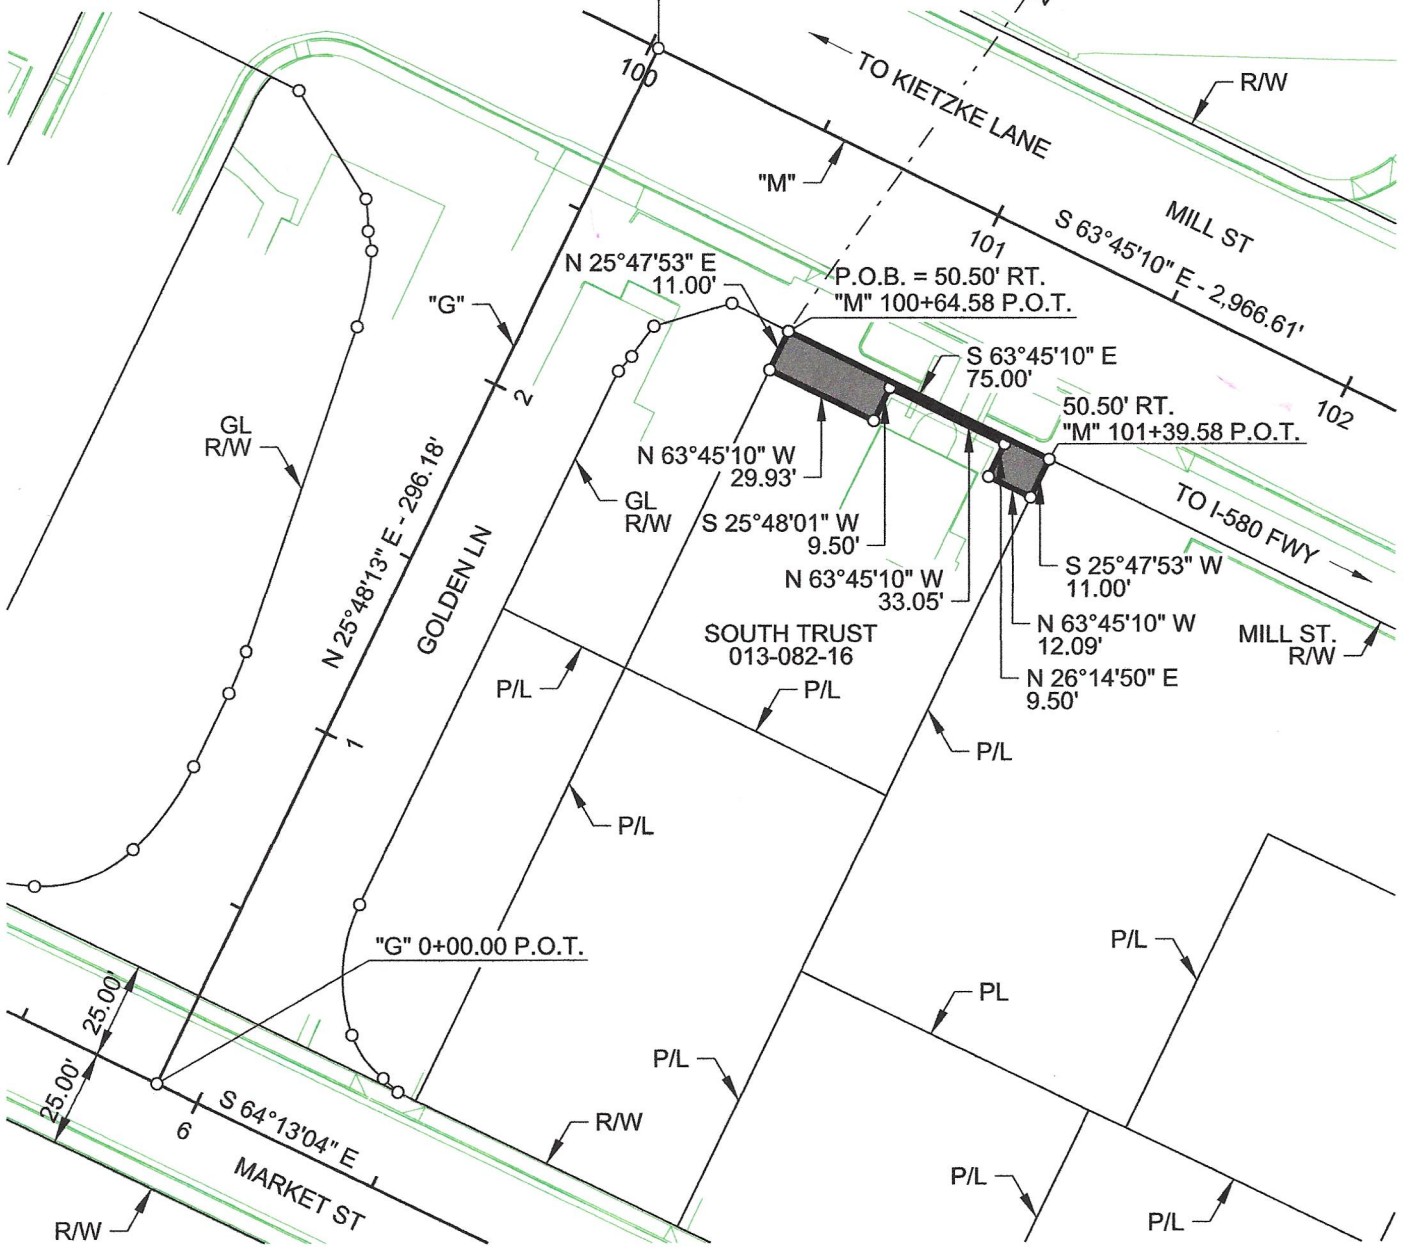 100
TO KIETZKE LANE
R/W
"M"
MILL ST
101
S 63°45'10" E - 2,966.61'
N 25°47'53" E
11.00'
P.O.B. = 50.50' RT.
"M" 100+64.58 P.O.T.
"G"
S 63°45'10" E
75.00'
2
50.50' RT.
"M" 101+39.58 P.O.T.
102
GL
R/W
N 63°45'10" W
29.93'
GL
R/W
TO I-580 FWY
N 25°48'13" E - 296.18'
GOLDEN LN
S 25°48'01" W
9.50'
N 63°45'10" W
33.05'
S 25°47'53" W
11.00'
SOUTH TRUST
013-082-16
N 63°45'10" W
12.09'
MILL ST.
R/W
P/L
P/L
N 26°14'50" E
9.50'
1
P/L
P/L
"G" 0+00.00 P.O.T.
P/L
25.00'
PL
25.00'
P/L
6
S 64°13'04" E
R/W
MARKET ST
P/L
P/L
R/W